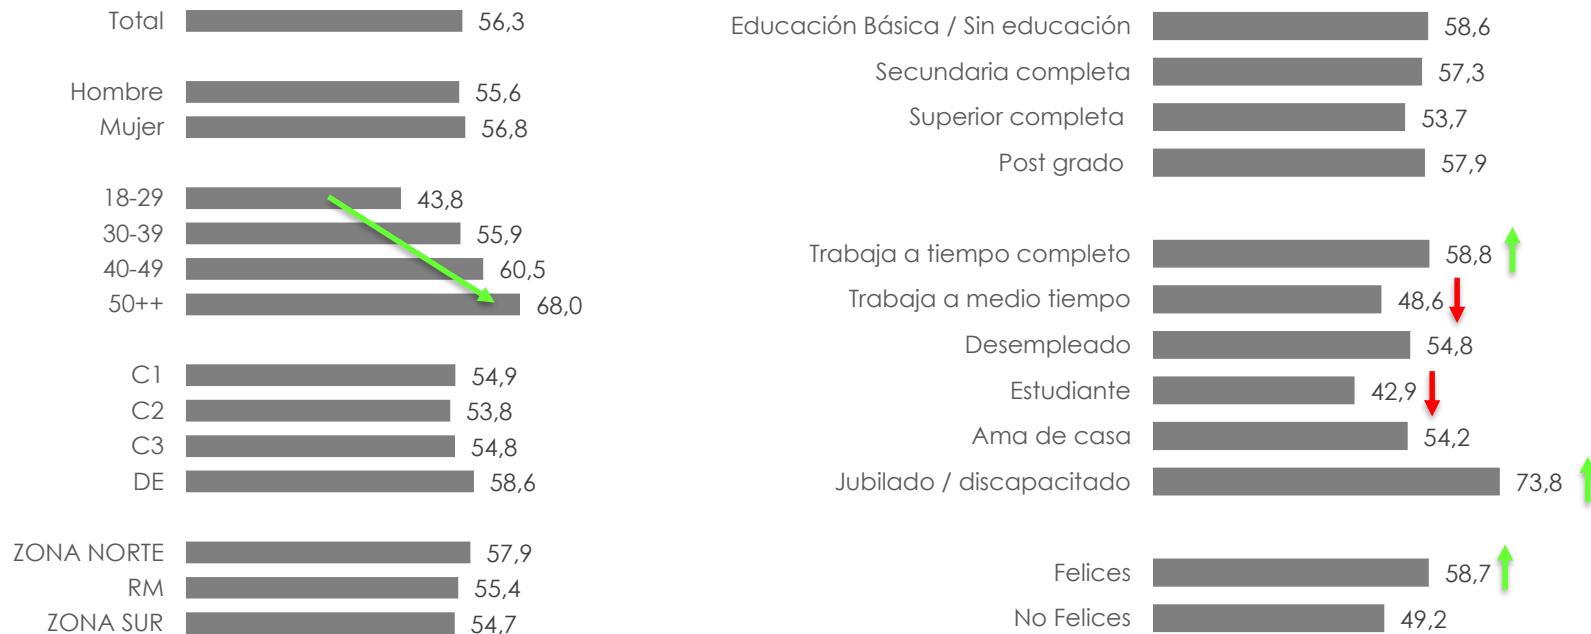 Total 56,3
Hombre 55,6
Mujer 56,8
18-29 43,8
30-39 55,9
40-49 60,5
50++ 68,0
C1 54,9
C2 53,8
C3 54,8
DE 58,6
ZONA NORTE 57,9
RM 55,4
ZONA SUR 54,7
Educación Básica / Sin educación 58,6
Secundaria completa 57,3
Superior completa 53,7
Post grado 57,9
Trabaja a tiempo completo 58,8
Trabaja a medio tiempo 48,6
Desempleado 54,8
Estudiante 42,9
Ama de casa 54,2
Jubilado / discapacitado 73,8
Felices 58,7
No Felices 49,2